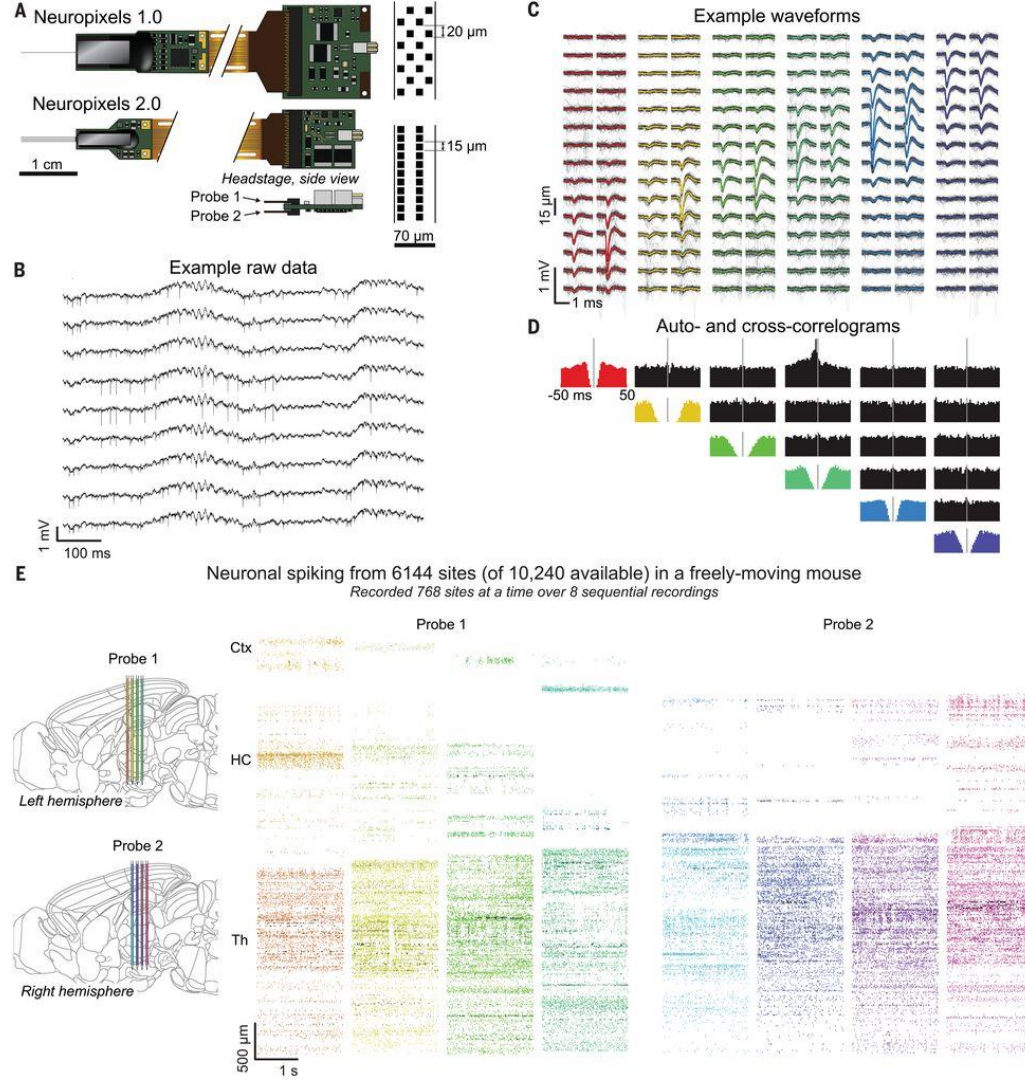 A
Neuropixels 1.0
20 µm
Neuropixels 2.0
15 µm
1 cm
Headstage, side view
Probe 1
Probe 2
70 µm
B
Example raw data
1 mV
100 ms
C
Example waveforms
15 µm
1 mV
1 ms
D
Auto- and cross-correlograms
-50 ms
50
E
Neuronal spiking from 6144 sites (of 10,240 available) in a freely-moving mouse
Recorded 768 sites at a time over 8 sequential recordings
Probe 1
Probe 2
Probe 1
Left hemisphere
Probe 2
Right hemisphere
Ctx
HC
Th
500 µm
1 s